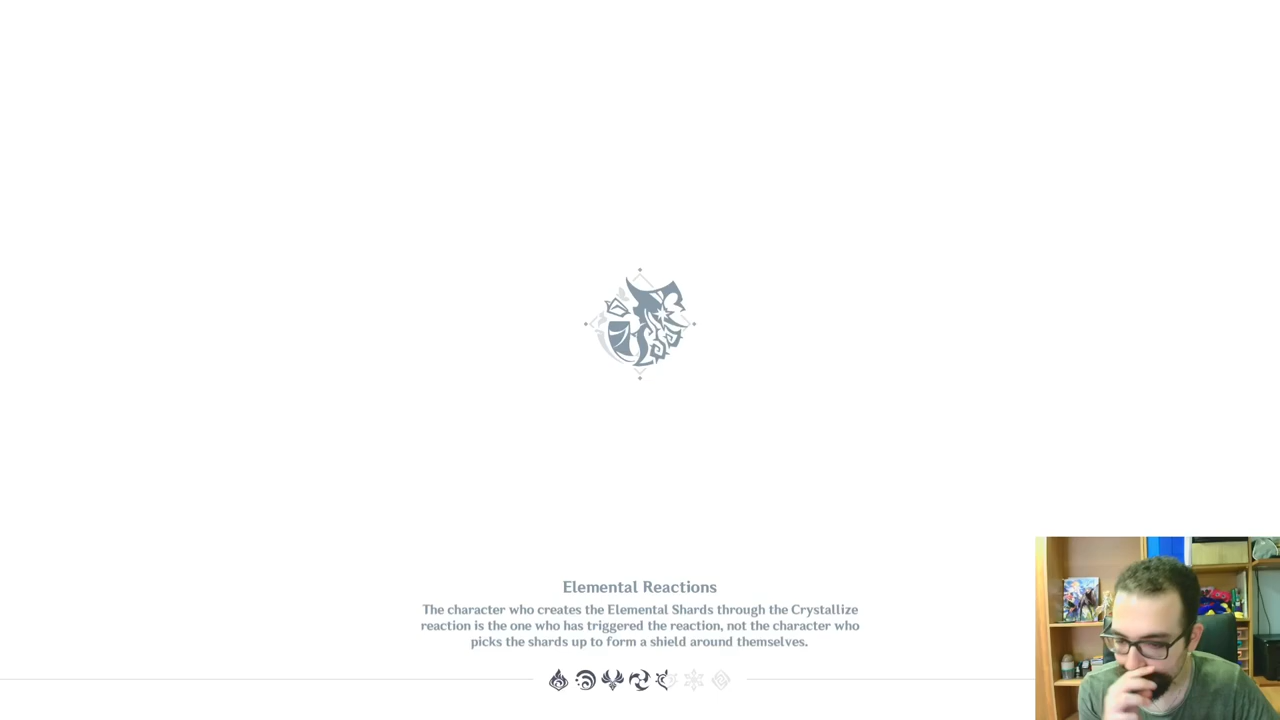 Elemental Reactions
The character who creates the Elemental Shards through the Crystallize
reaction is the one who has triggered the reaction, not the character who
picks the shards up to form a shield around themselves.